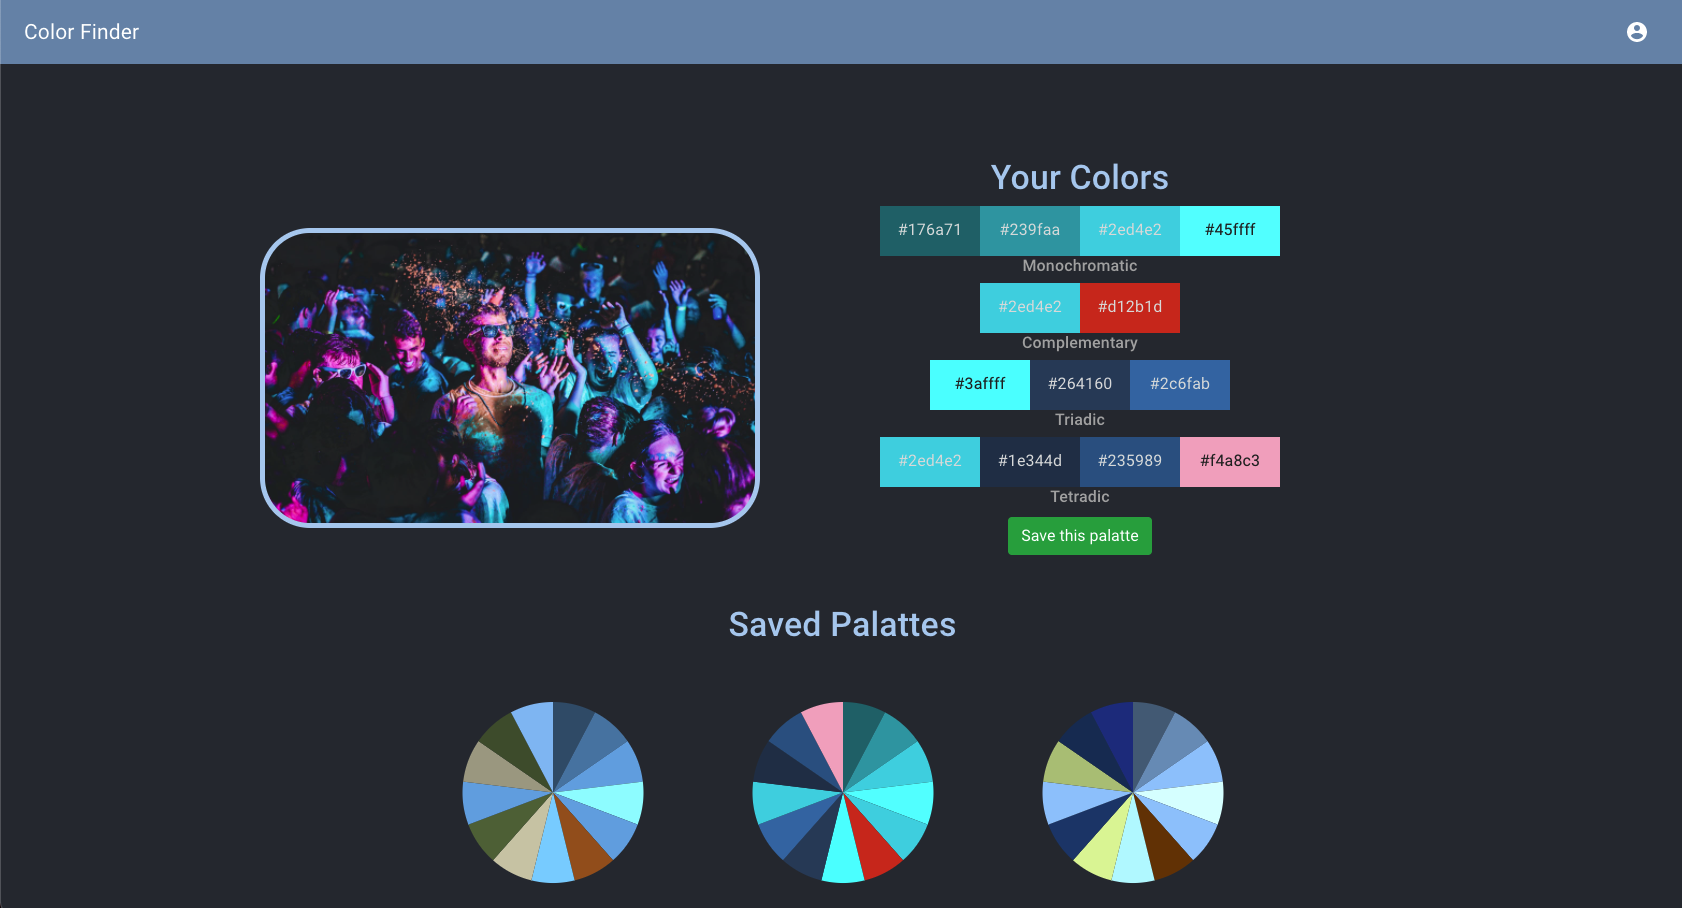 Color Finder
Your Colors
#176a71 #239faa #2ed4e2 #45ffff
Monochromatic
#2ed4e2 #d12b1d
Complementary
#3affff #264160 #2c6fab
Triadic
#2ed4e2 #1e344d #235989 #f4a8c3
Tetradic
Save this palatte
Saved Palattes